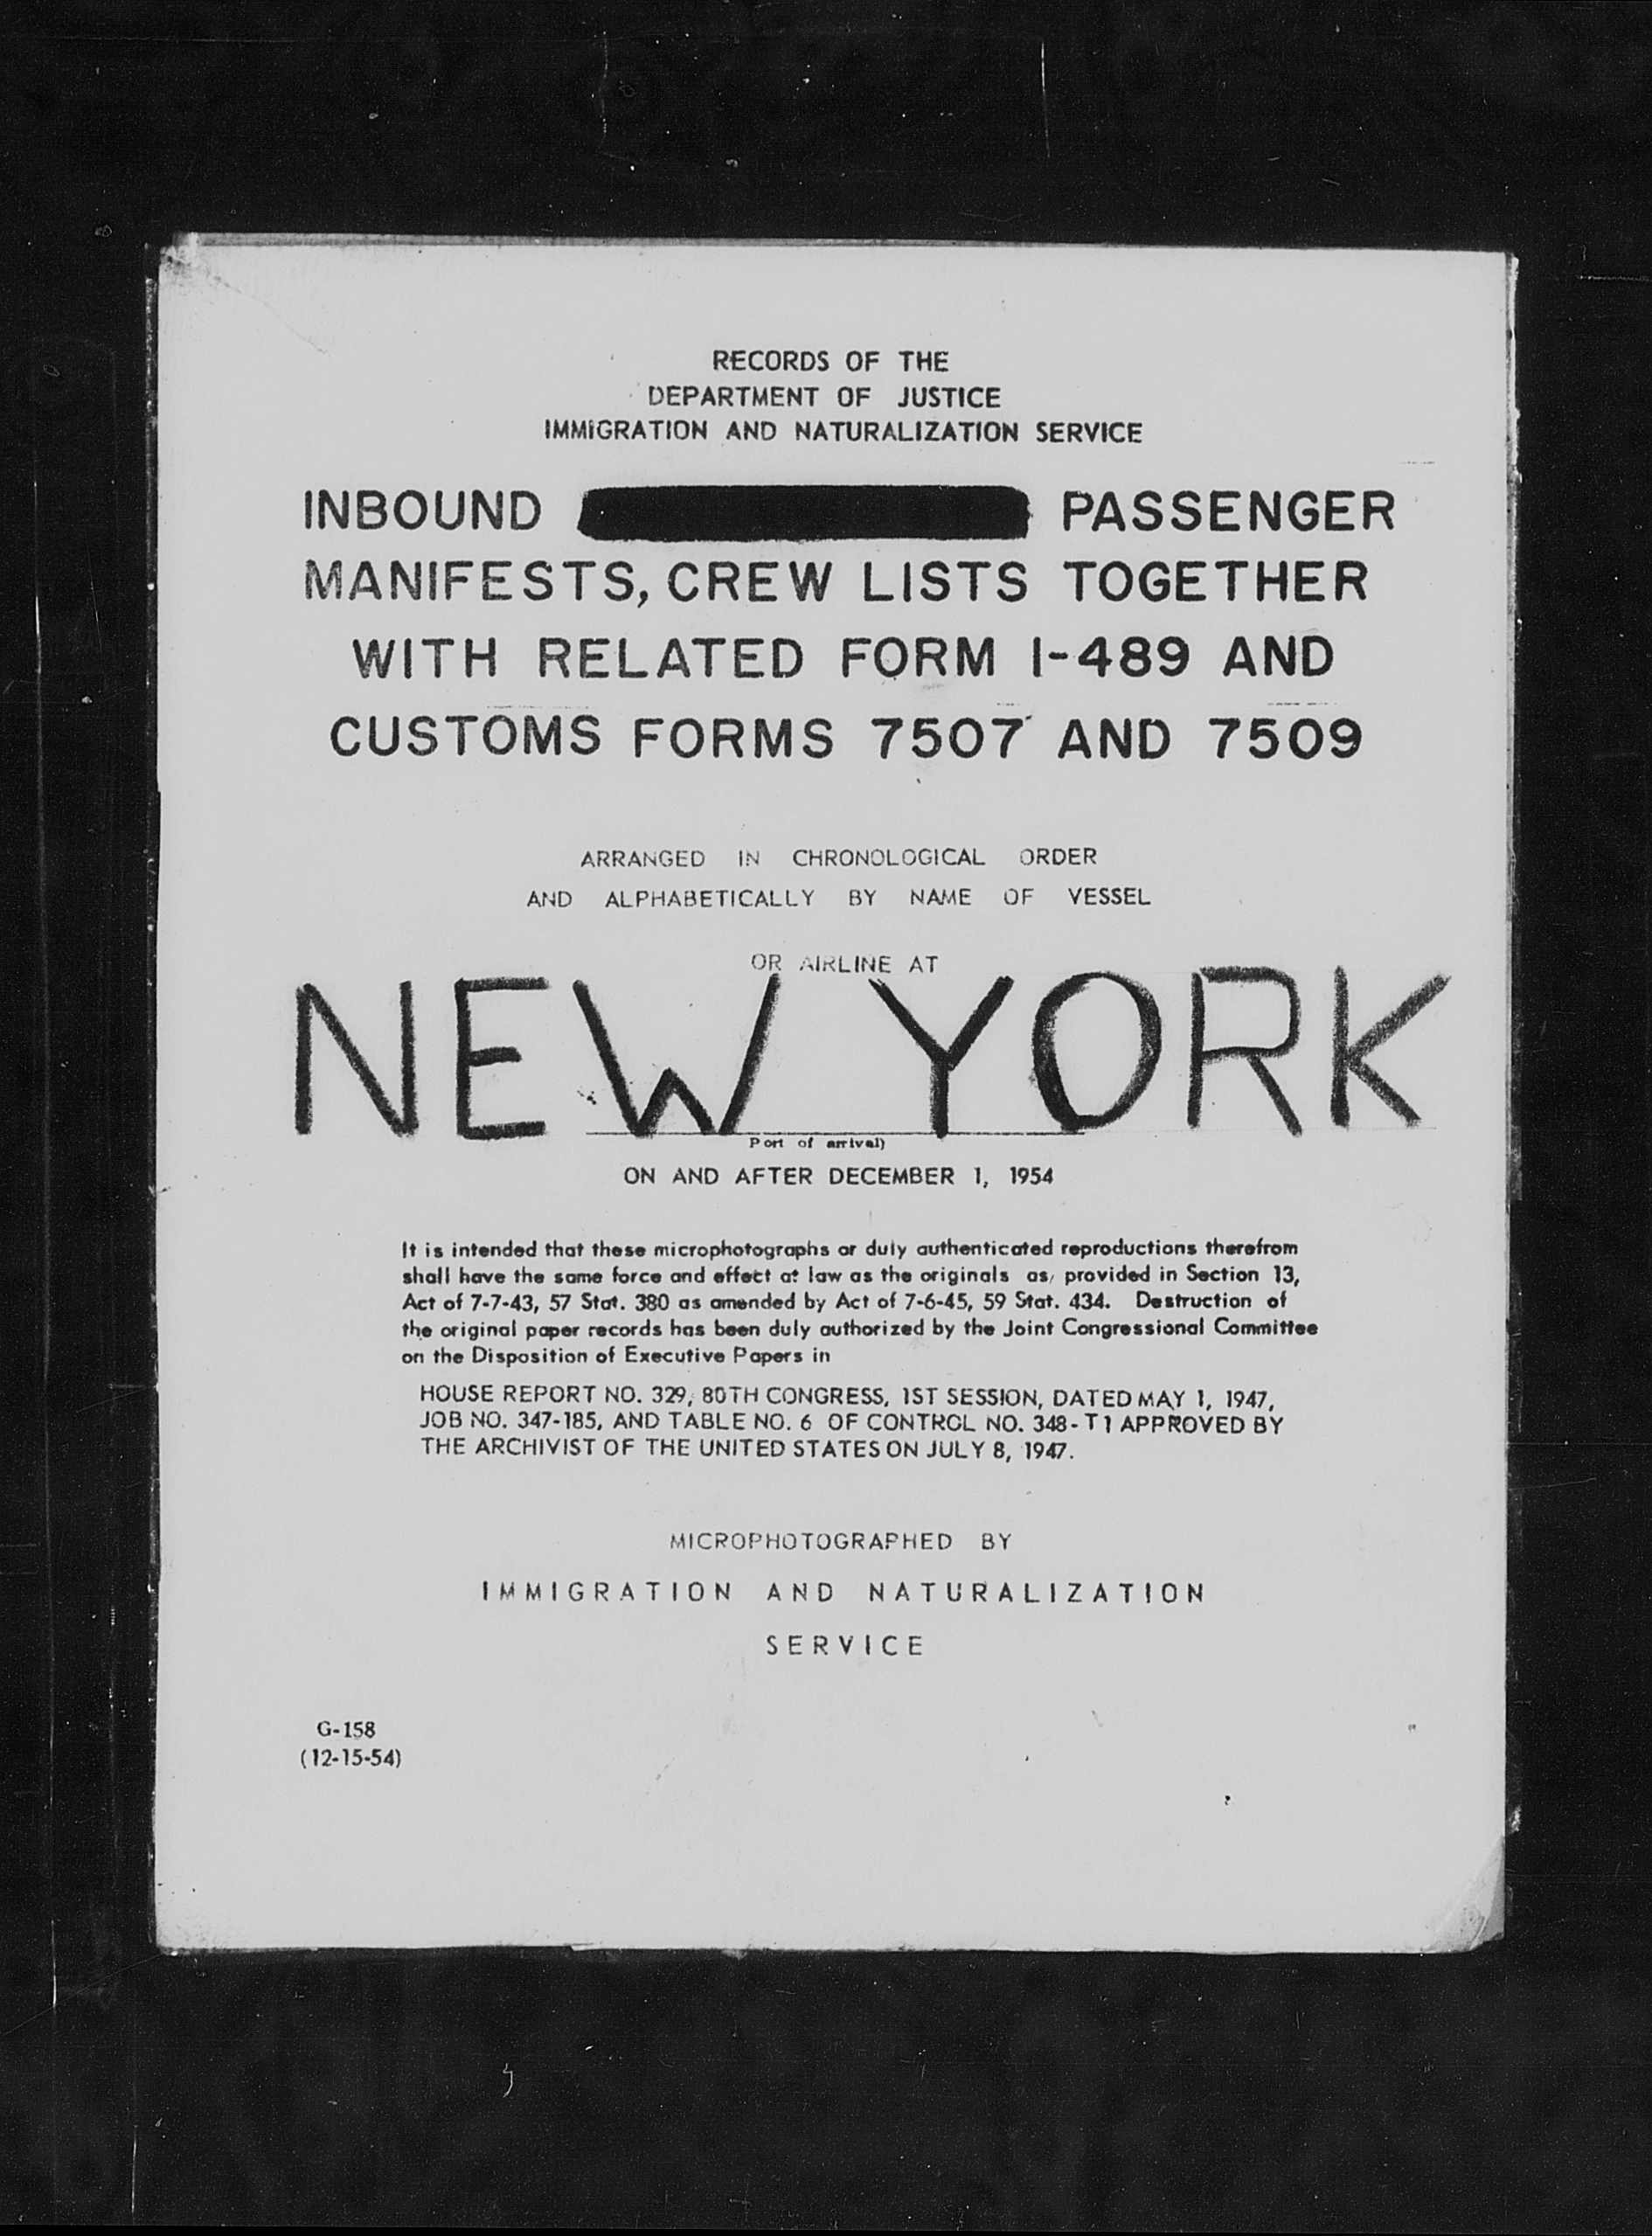 RECORDS OF THE
DEPARTMENT OF JUSTICE
IMMIGRATION AND NATURALIZATION SERVICE
INBOUND PASSENGER
MANIFESTS, CREW LISTS TOGETHER
WITH RELATED FORM I-489 AND
CUSTOMS FORMS 7507 AND 7509
ARRANGED IN CHRONOLOGICAL ORDER
AND ALPHABETICALLY BY NAME OF VESSEL
OR AIRLINE AT
NEW YORK
Port of arrival)
ON AND AFTER DECEMBER 1, 1954
It is intended that these microphotographs or duly authenticated reproductions therefrom
shall have the same force and effect at law as the originals as, provided in Section 13,
Act of 7-7-43, 57 Stat. 380 as amended by Act of 7-6-45, 59 Stat. 434. Destruction of
the original paper records has been duly authorized by the Joint Congressional Committee
on the Disposition of Executive Papers in
HOUSE REPORT NO. 329, 80TH CONGRESS, 1ST SESSION, DATED MAY 1, 1947,
JOB NO. 347-185, AND TABLE NO. 6 OF CONTROL NO. 348-T1 APPROVED BY
THE ARCHIVIST OF THE UNITED STATES ON JULY 8, 1947.
MICROPHOTOGRAPHED BY
IMMIGRATION AND NATURALIZATION
SERVICE
G-158
(12-15-54)